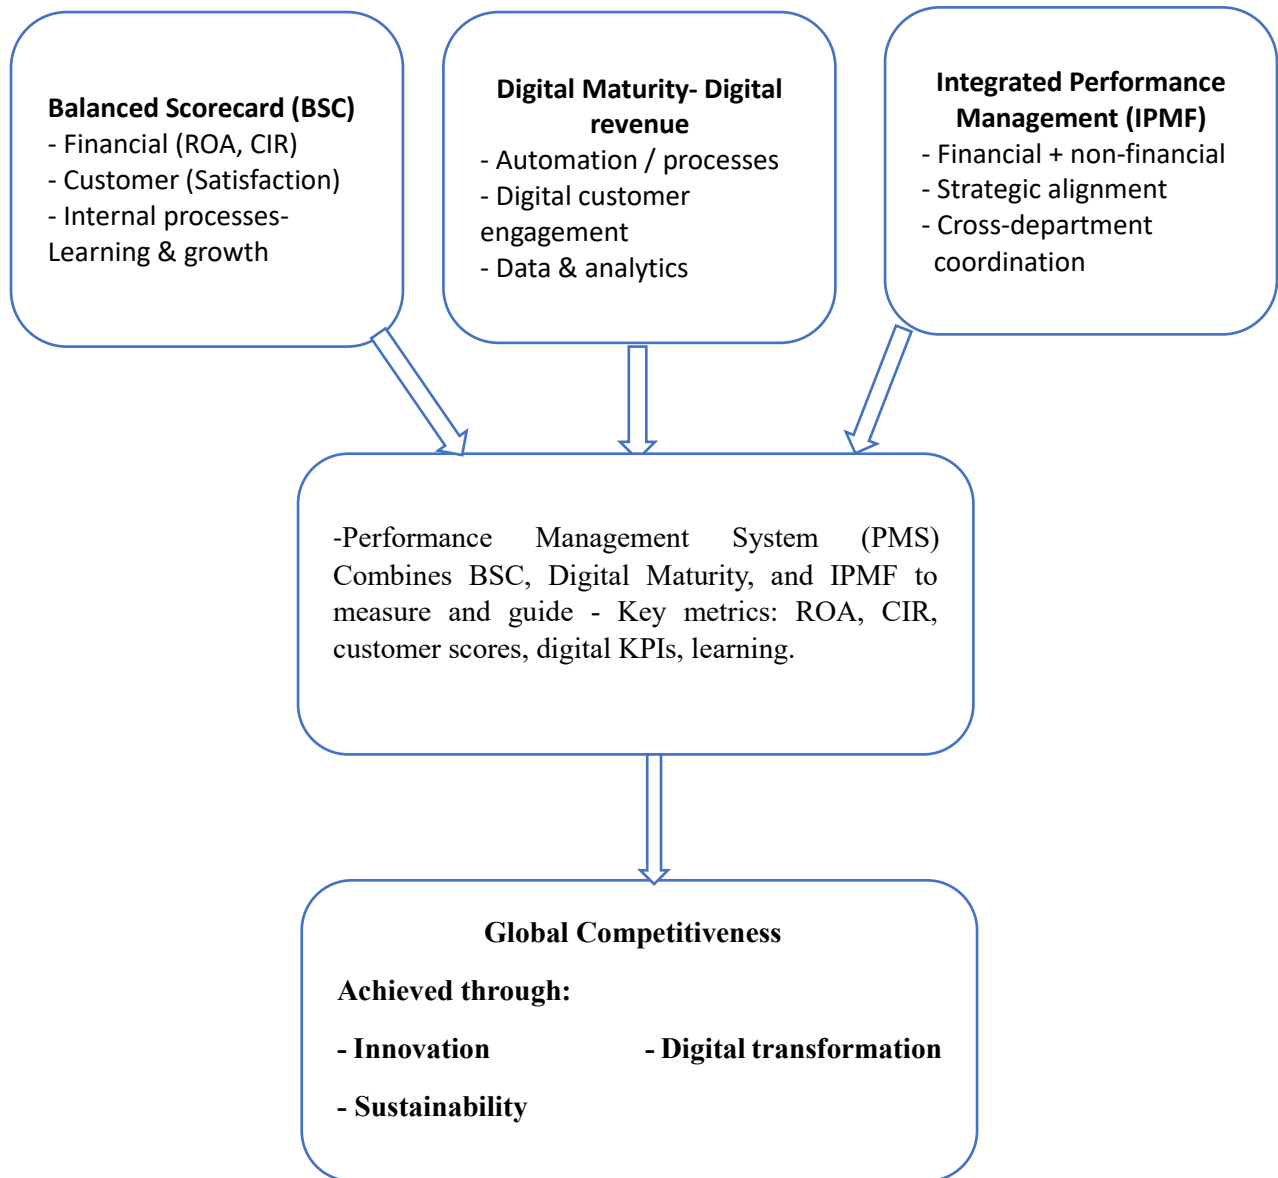 Balanced Scorecard (BSC)
- Financial (ROA, CIR)
- Customer (Satisfaction)
- Internal processes-
Learning & growth
Digital Maturity- Digital
revenue
- Automation / processes
- Digital customer
engagement
- Data & analytics
Integrated Performance
Management (IPMF)
- Financial + non-financial
- Strategic alignment
- Cross-department
coordination
-Performance Management System (PMS)
Combines BSC, Digital Maturity, and IPMF to
measure and guide - Key metrics: ROA, CIR,
customer scores, digital KPIs, learning.
Global Competitiveness
Achieved through:
- Innovation - Digital transformation
- Sustainability